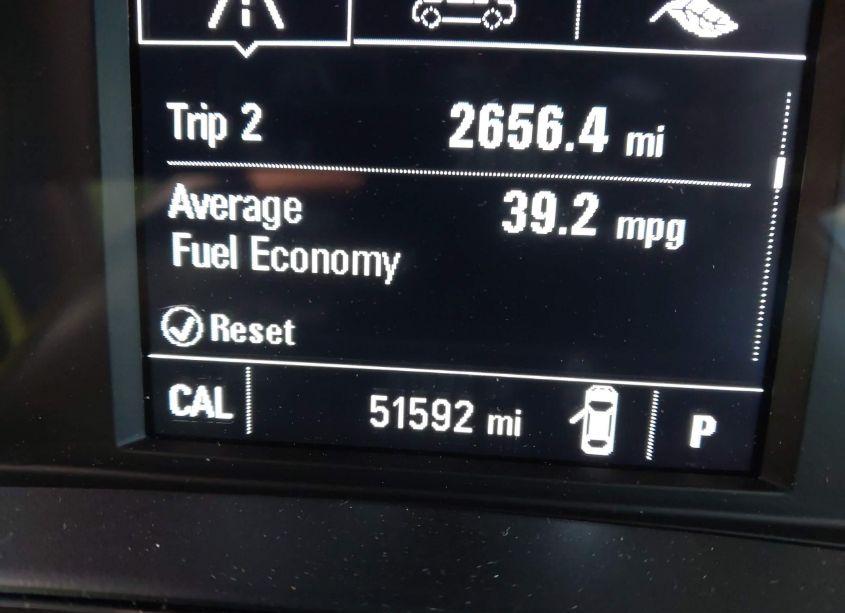 Trip 2 2656.4 mi
Average 39.2 mpg
Fuel Economy
Reset
CAL 51592 mi P